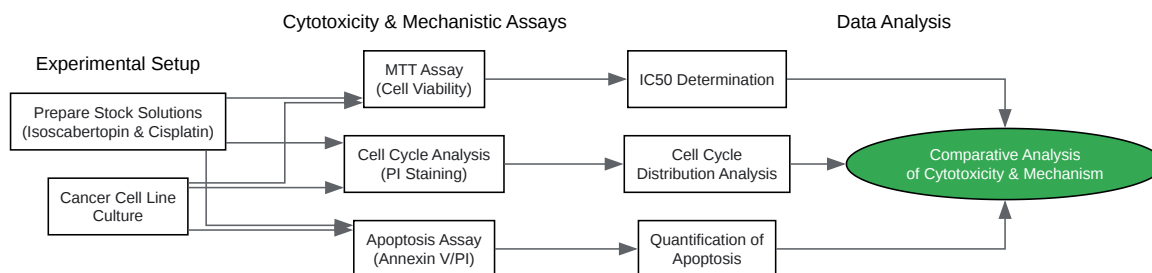 Cytotoxicity & Mechanistic Assays
Data Analysis
Experimental Setup
MTT Assay
(Cell Viability)
IC50 Determination
Prepare Stock Solutions
(Isoscabertopin & Cisplatin)
Cell Cycle Analysis
(PI Staining)
Cell Cycle
Distribution Analysis
Comparative Analysis
of Cytotoxicity & Mechanism
Cancer Cell Line
Culture
Apoptosis Assay
(Annexin V/PI)
Quantification of
Apoptosis